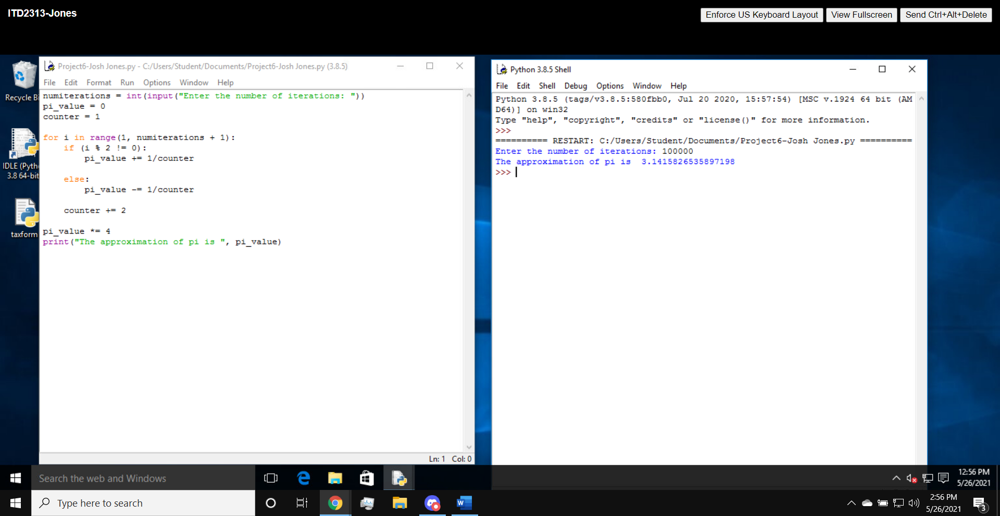 ITD2313-Jones
Enforce US Keyboard Layout
View Fullscreen
Send Ctrl+Alt+Delete
Recycle Bi
IDLE (Pyth
3.8 64-bit
taxform
Project6-Josh Jones.py - C:/Users/Student/Documents/Project6-Josh Jones.py (3.8.5)
File Edit Format Run Options Window Help
numiterations = int(input("Enter the number of iterations: "))
pi_value = 0
counter = 1
for i in range(1, numiterations + 1):
if (i % 2 != 0):
pi_value += 1/counter
else:
pi_value -= 1/counter
counter += 2
pi_value *= 4
print("The approximation of pi is ", pi_value)
Ln: 1 Col: 0
Python 3.8.5 Shell
File Edit Shell Debug Options Window Help
Python 3.8.5 (tags/v3.8.5:580fbb0, Jul 20 2020, 15:57:54) [MSC v.1924 64 bit (AM
D64)] on win32
Type "help", "copyright", "credits" or "license()" for more information.
>>>
========== RESTART: C:/Users/Student/Documents/Project6-Josh Jones.py ==========
Enter the number of iterations: 100000
The approximation of pi is  3.1415826535897198
>>>
Search the web and Windows
12:56 PM
5/26/2021
Type here to search
W
2:56 PM
5/26/2021
3